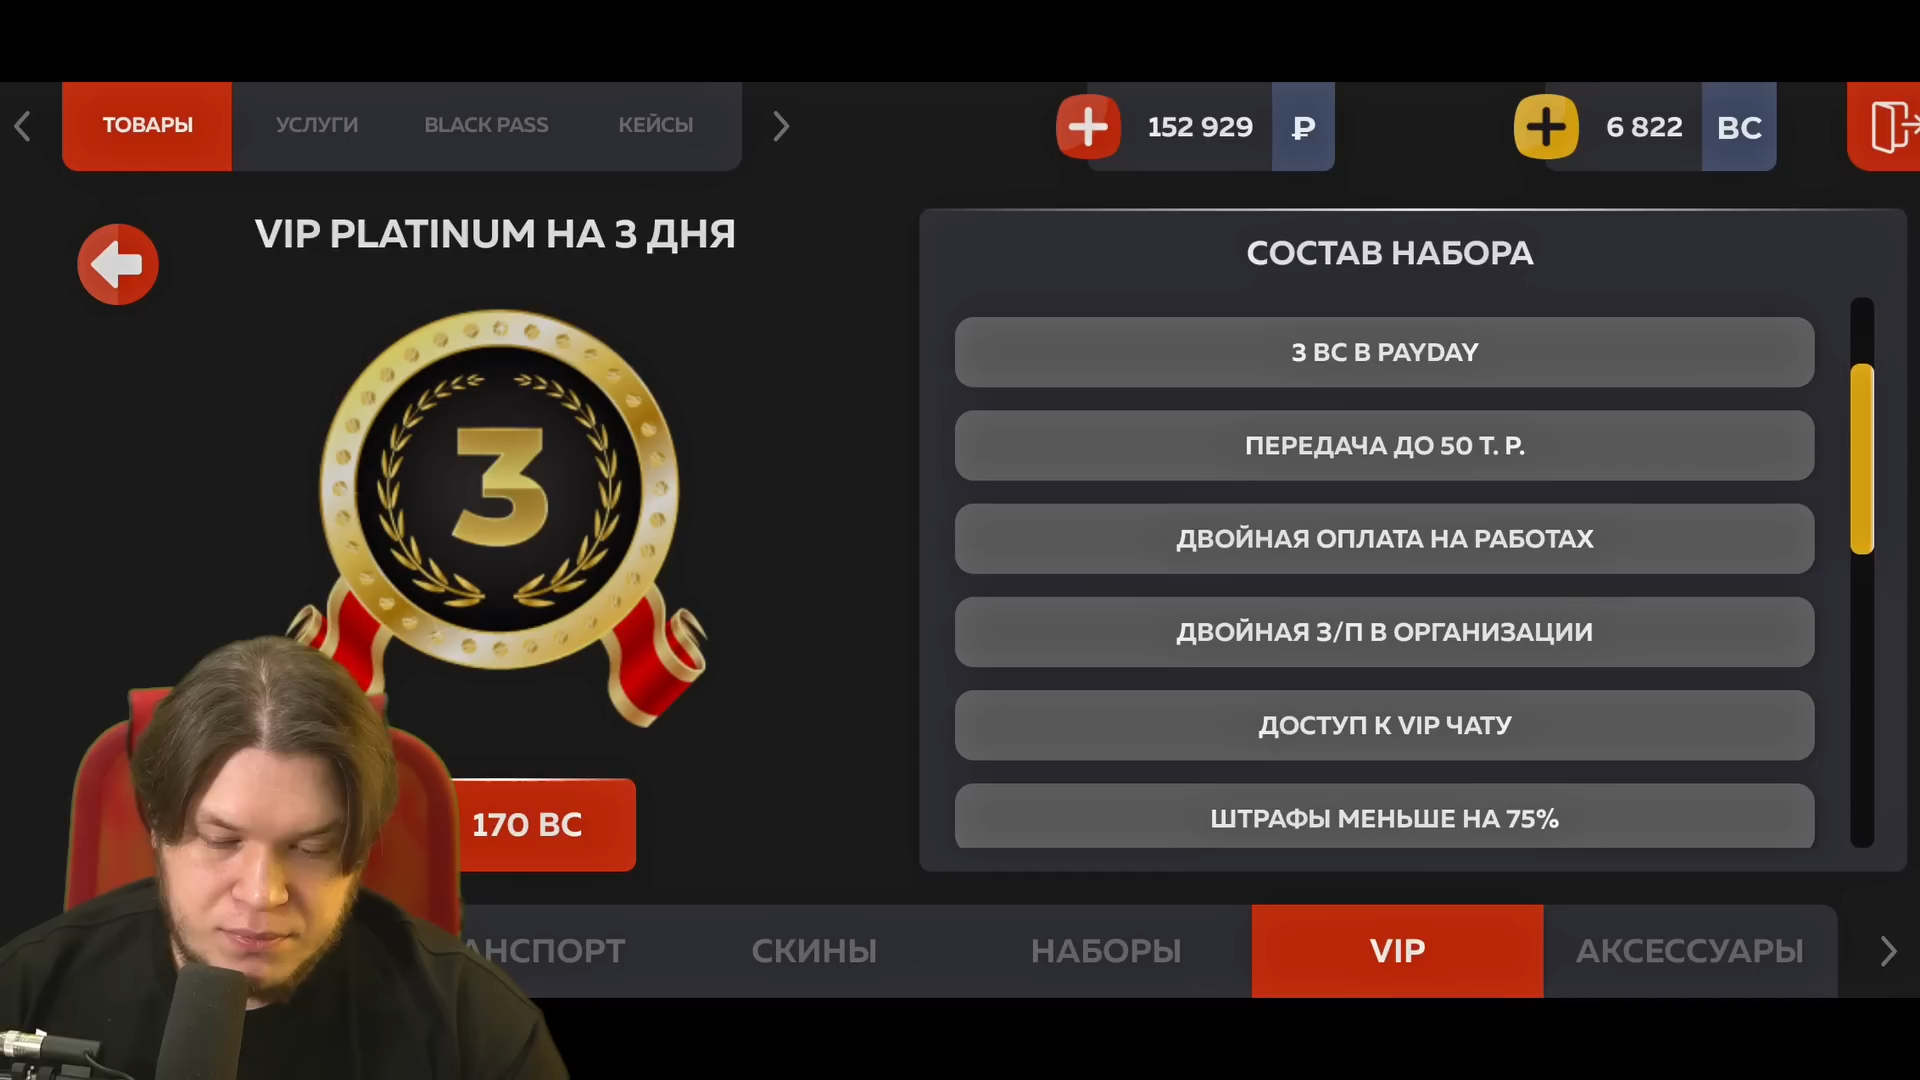 ТОВАРЫ УСЛУГИ BLACK PASS КЕЙСЫ 152 929 ₽ 6 822 BC
VIP PLATINUM НА 3 ДНЯ
СОСТАВ НАБОРА
3 BC В PAYDAY
ПЕРЕДАЧА ДО 50 Т. Р.
3
ДВОЙНАЯ ОПЛАТА НА РАБОТАХ
ДВОЙНАЯ З/П В ОРГАНИЗАЦИИ
ДОСТУП К VIP ЧАТУ
ШТРАФЫ МЕНЬШЕ НА 75%
170 BC
АНСПОРТ СКИНЫ НАБОРЫ VIP АКСЕССУАРЫ